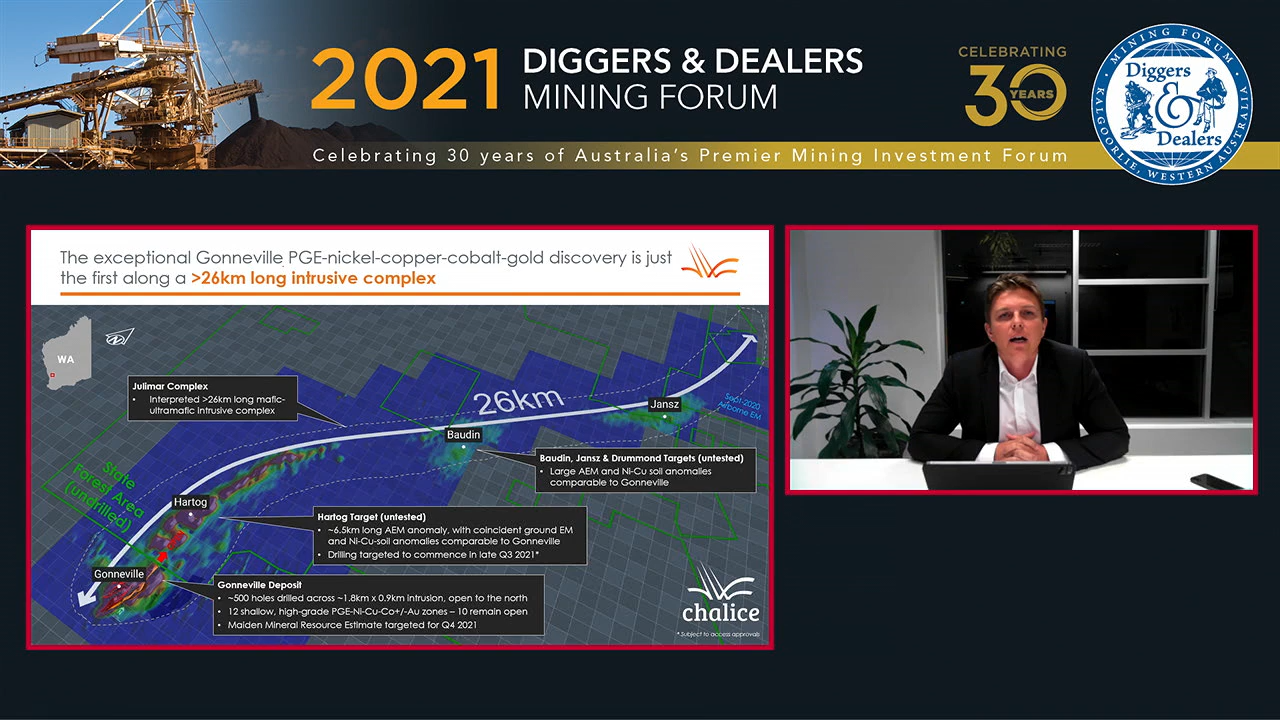 2021 DIGGERS & DEALERS
MINING FORUM
CELEBRATING
30 YEARS
Celebrating 30 years of Australia's Premier Mining Investment Forum
MINING FORUM
Diggers
&
Dealers
KALGOORLIE, WESTERN AUSTRALIA
The exceptional Gonneville PGE-nickel-copper-cobalt-gold discovery is just
the first along a >26km long intrusive complex
WA
Julimar Complex
• Interpreted >26km long mafic-
ultramafic intrusive complex
26km
Jansz
Sept-2020
Airborne EM
Baudin
Baudin, Jansz & Drummond Targets (untested)
• Large AEM and Ni-Cu soil anomalies
comparable to Gonneville
State
Forest Area
(undrilled)
Hartog
Hartog Target (untested)
• ~6.5km long AEM anomaly, with coincident ground EM
and Ni-Cu-soil anomalies comparable to Gonneville
• Drilling targeted to commence in late Q3 2021*
Gonneville
Gonneville Deposit
• ~500 holes drilled across ~1.8km x 0.9km intrusion, open to the north
• 12 shallow, high-grade PGE-Ni-Cu-Co+/-Au zones – 10 remain open
• Maiden Mineral Resource Estimate targeted for Q4 2021
chalice
* Subject to access approvals